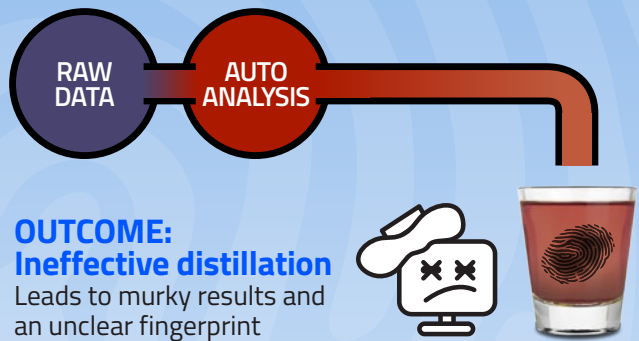 RAW
DATA
AUTO
ANALYSIS
OUTCOME:
Ineffective distillation
Leads to murky results and
an unclear fingerprint